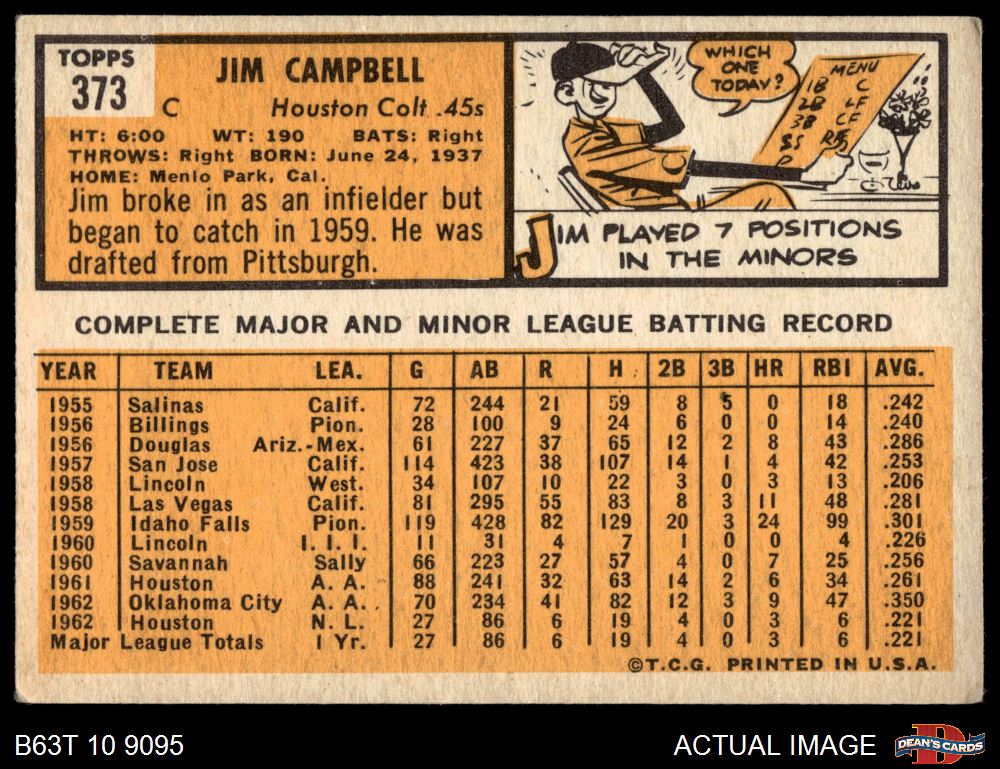 TOPPS
373
JIM CAMPBELL
C Houston Colt .45s
HT: 6:00 WT: 190 BATS: Right
THROWS: Right BORN: June 24, 1937
HOME: Menlo Park, Cal.
Jim broke in as an infielder but
began to catch in 1959. He was
drafted from Pittsburgh.
WHICH
ONE
TODAY?
MENU
1B C
2B LF
3B CF
SS RF
P
JIM PLAYED 7 POSITIONS
IN THE MINORS
COMPLETE MAJOR AND MINOR LEAGUE BATTING RECORD
YEAR TEAM LEA. G AB R H 2B 3B HR RBI AVG.
1955 Salinas Calif. 72 244 21 59 8 5 0 18 .242
1956 Billings Pion. 28 100 9 24 6 0 0 14 .240
1956 Douglas Ariz.-Mex. 61 227 37 65 12 2 8 43 .286
1957 San Jose Calif. 114 423 38 107 14 1 4 42 .253
1958 Lincoln West. 34 107 10 22 3 0 3 13 .206
1958 Las Vegas Calif. 81 295 55 83 8 3 11 48 .281
1959 Idaho Falls Pion. 119 428 82 129 20 3 24 99 .301
1960 Lincoln I. I. I. 11 31 4 7 1 0 0 4 .226
1960 Savannah Sally 66 223 27 57 4 0 7 25 .256
1961 Houston A. A. 88 241 32 63 14 2 6 34 .261
1962 Oklahoma City A. A. 70 234 41 82 12 3 9 47 .350
1962 Houston N. L. 27 86 6 19 4 0 3 6 .221
Major League Totals 1 Yr. 27 86 6 19 4 0 3 6 .221
©T.C.G. PRINTED IN U.S.A.
B63T 10 9095
ACTUAL IMAGE
DEAN'S CARDS